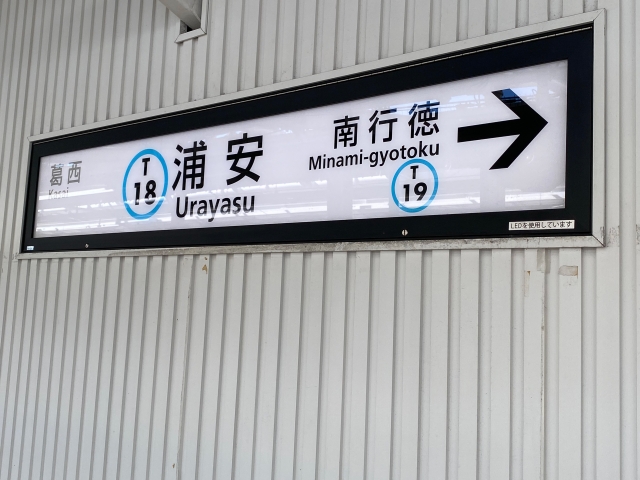 葛西
Kasai
T
18
浦安
Urayasu
南行徳
Minami-gyotoku
T
19
LEDを使用しています